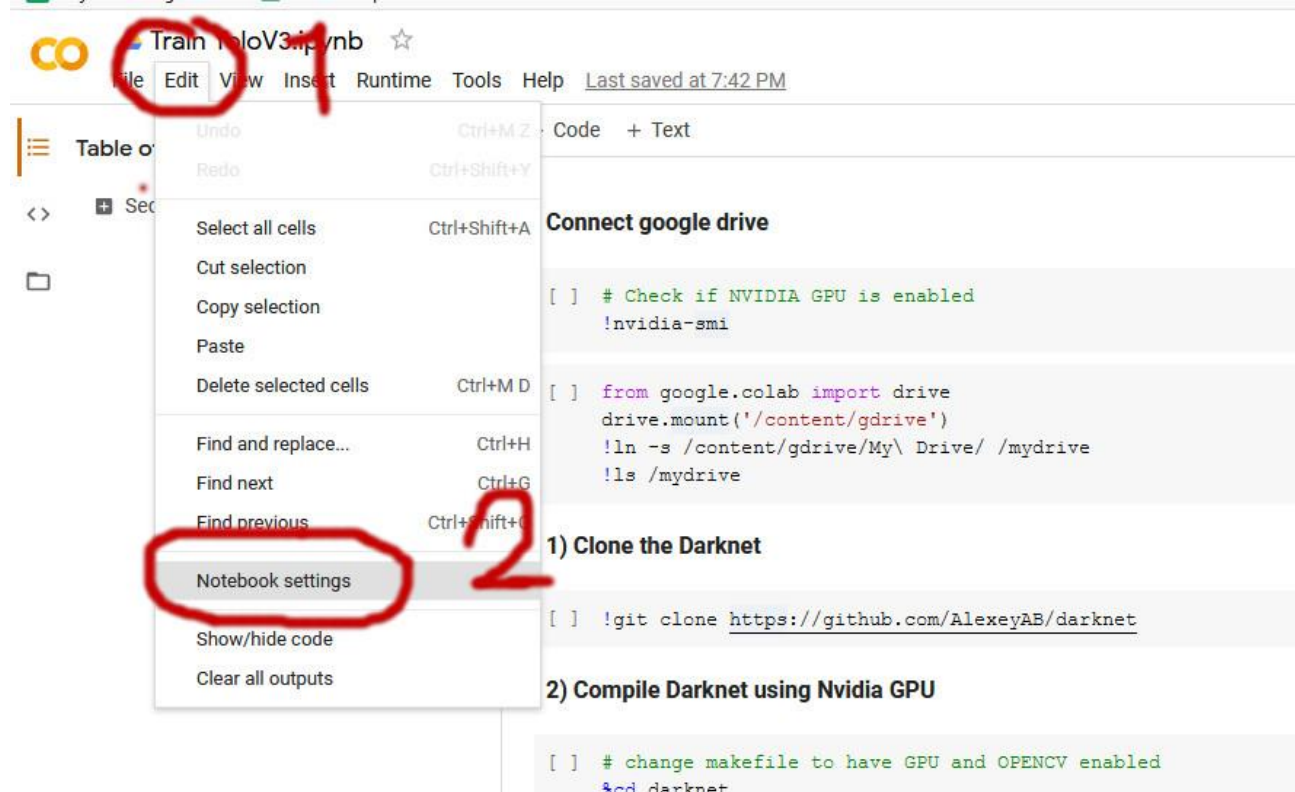 Train YoloV3.ipynb
File Edit View Insert Runtime Tools Help Last saved at 7:42 PM
1
Undo Ctrl+M Z
Redo Ctrl+Shift+Y
Select all cells Ctrl+Shift+A
Cut selection
Copy selection
Paste
Delete selected cells Ctrl+M D
Find and replace... Ctrl+H
Find next Ctrl+G
Find previous Ctrl+Shift+G
Notebook settings
2
Show/hide code
Clear all outputs
Table o
Sec
Code + Text
Connect google drive
[ ] # Check if NVIDIA GPU is enabled
!nvidia-smi
[ ] from google.colab import drive
drive.mount('/content/gdrive')
!ln -s /content/gdrive/My\ Drive/ /mydrive
!ls /mydrive
1) Clone the Darknet
[ ] !git clone https://github.com/AlexeyAB/darknet
2) Compile Darknet using Nvidia GPU
[ ] # change makefile to have GPU and OPENCV enabled
%cd darknet